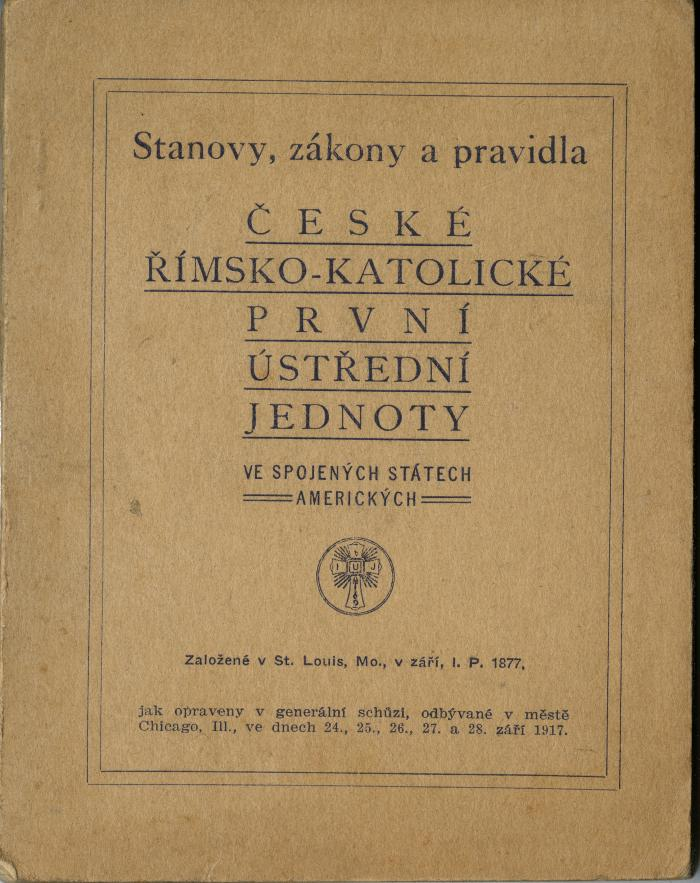 Stanovy, zákony a pravidla
ČESKÉ
ŘÍMSKO-KATOLICKÉ
PRVNÍ
ÚSTŘEDNÍ
JEDNOTY
VE SPOJENÝCH STÁTECH
AMERICKÝCH
I U J
Založené v St. Louis, Mo., v září, l. P. 1877,
jak opraveny v generální schůzi, odbývané v městě
Chicago, Ill., ve dnech 24., 25., 26., 27. a 28. září 1917.